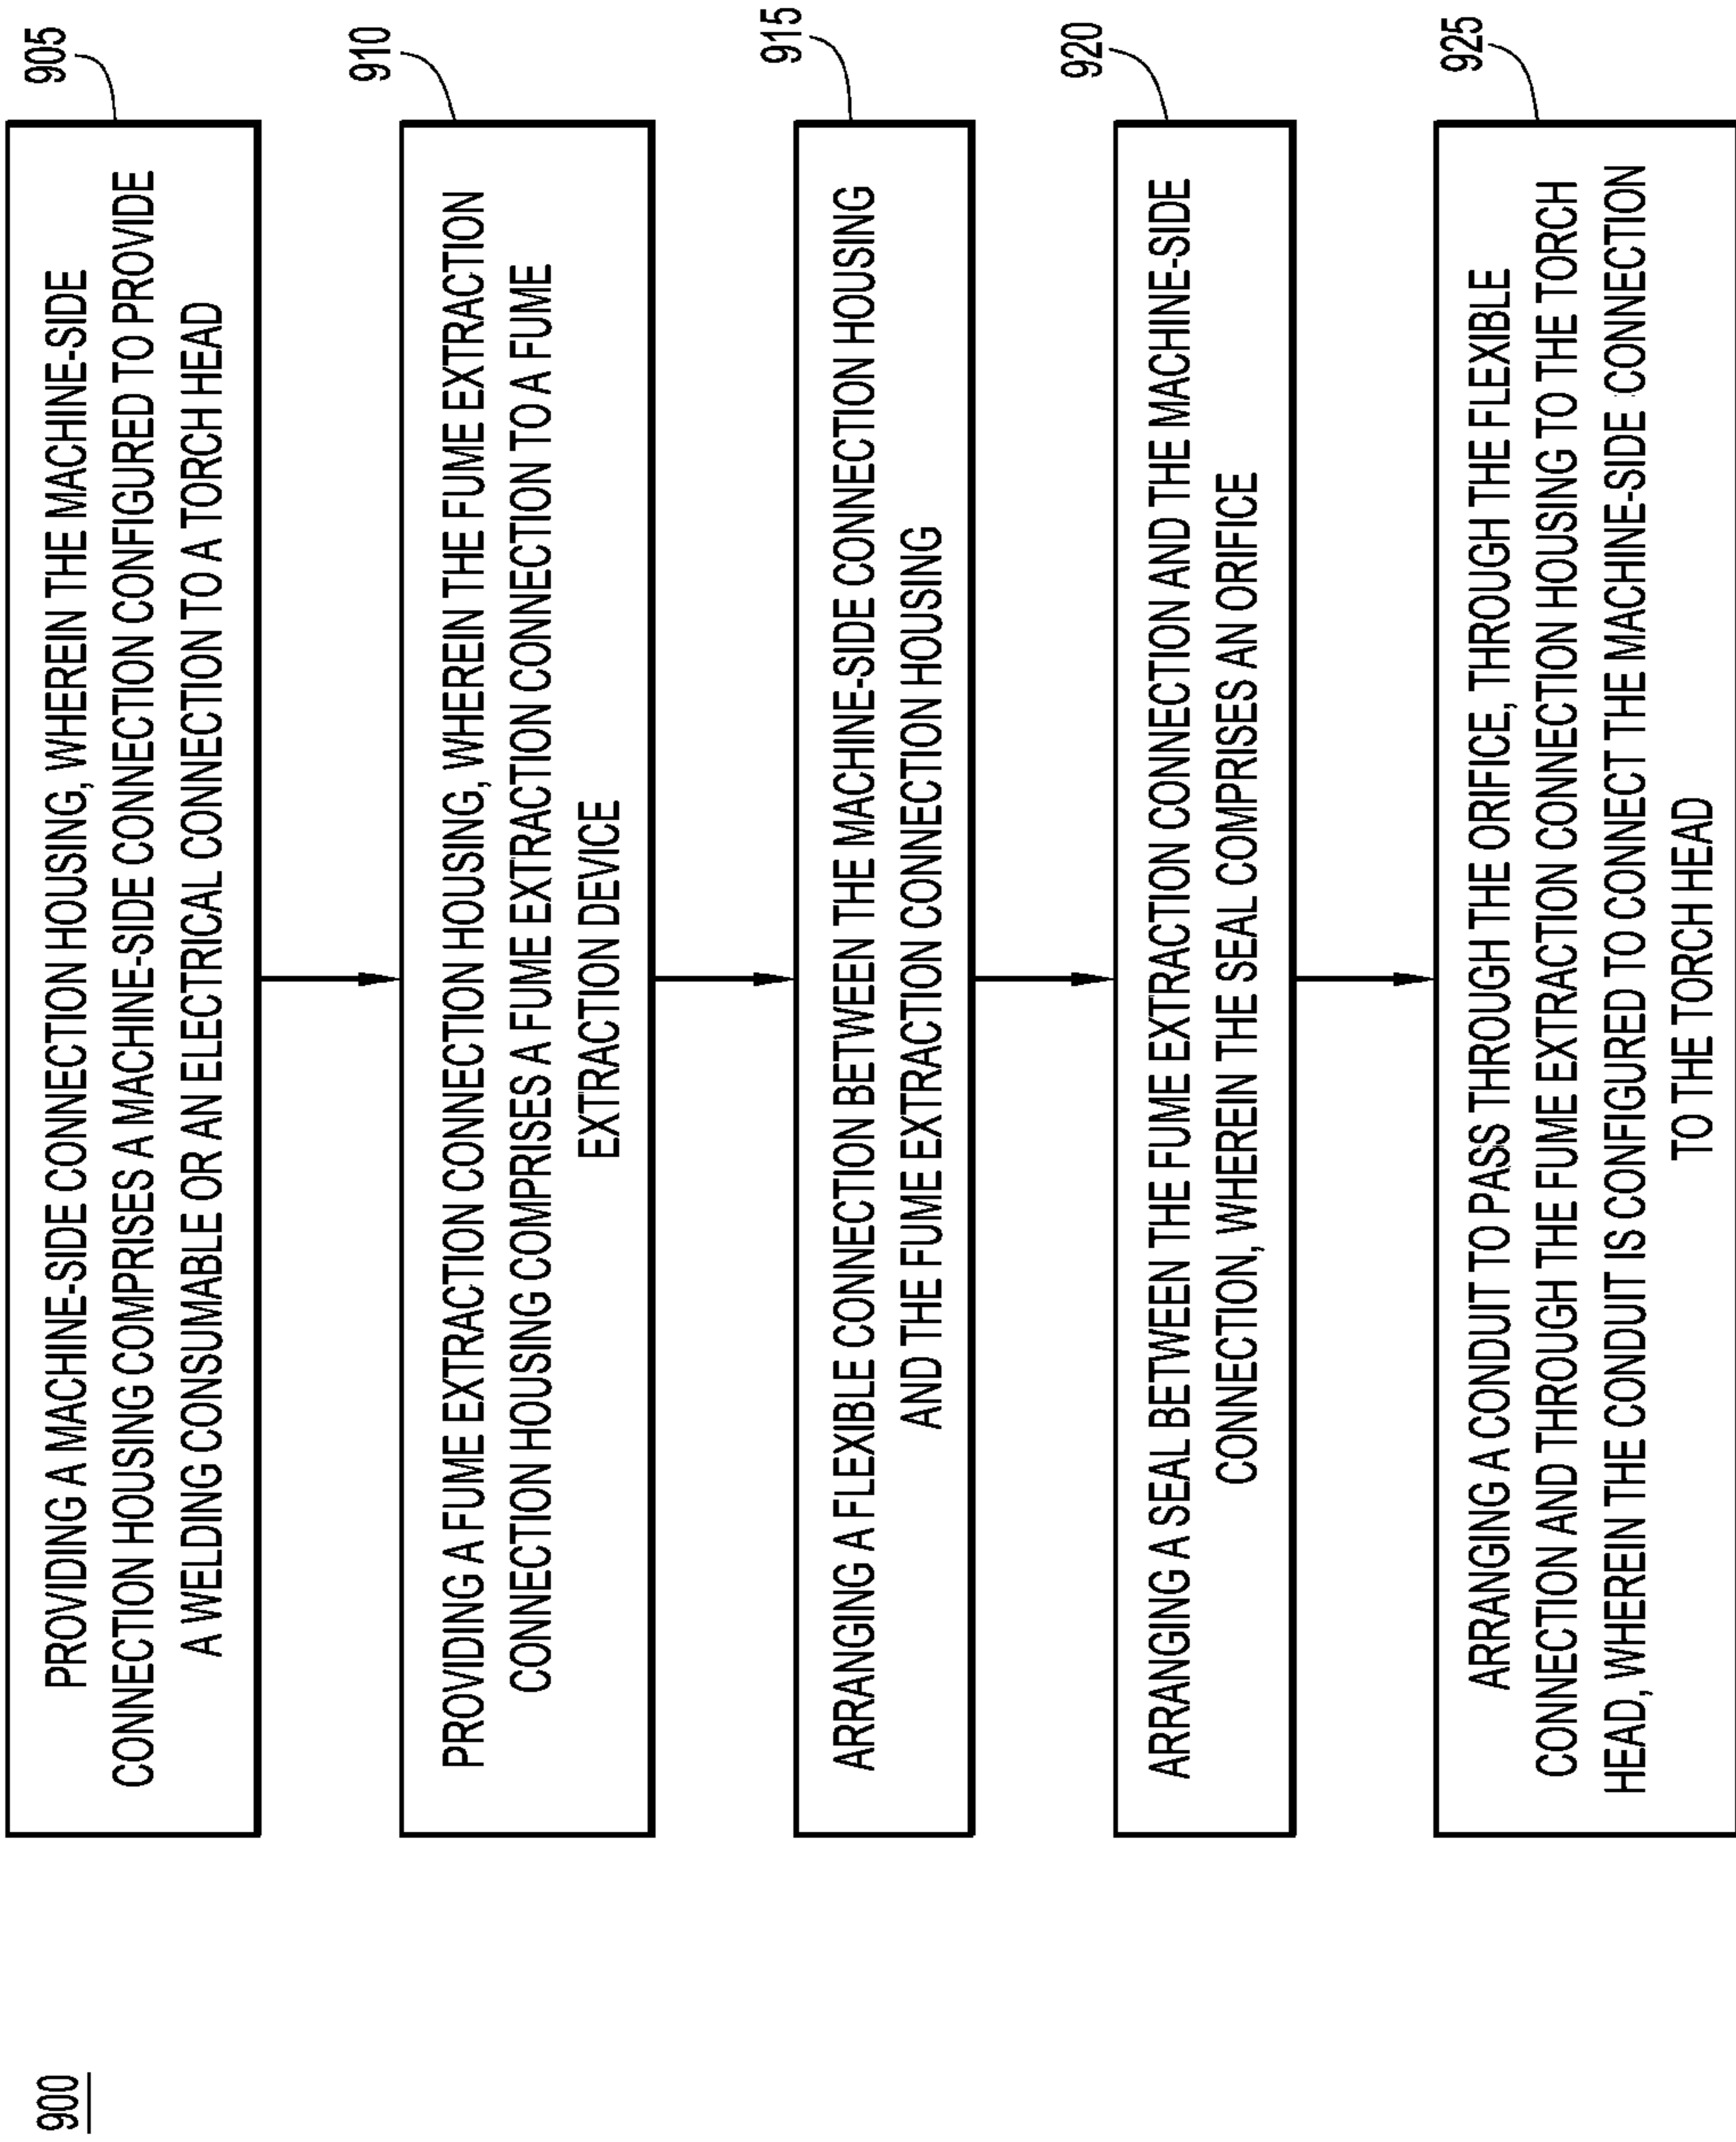 900
905
PROVIDING A MACHINE-SIDE CONNECTION HOUSING, WHEREIN THE MACHINE-SIDE
CONNECTION HOUSING COMPRISES A MACHINE-SIDE CONNECTION CONFIGURED TO PROVIDE
A WELDING CONSUMABLE OR AN ELECTRICAL CONNECTION TO A TORCH HEAD
910
PROVIDING A FUME EXTRACTION CONNECTION HOUSING, WHEREIN THE FUME EXTRACTION
CONNECTION HOUSING COMPRISES A FUME EXTRACTION CONNECTION TO A FUME
EXTRACTION DEVICE
915
ARRANGING A FLEXIBLE CONNECTION BETWEEN THE MACHINE-SIDE CONNECTION HOUSING
AND THE FUME EXTRACTION CONNECTION HOUSING
920
ARRANGING A SEAL BETWEEN THE FUME EXTRACTION CONNECTION AND THE MACHINE-SIDE
CONNECTION, WHEREIN THE SEAL COMPRISES AN ORIFICE
925
ARRANGING A CONDUIT TO PASS THROUGH THE ORIFICE, THROUGH THE FLEXIBLE
CONNECTION AND THROUGH THE FUME EXTRACTION CONNECTION HOUSING TO THE TORCH
HEAD, WHEREIN THE CONDUIT IS CONFIGURED TO CONNECT THE MACHINE-SIDE CONNECTION
TO THE TORCH HEAD